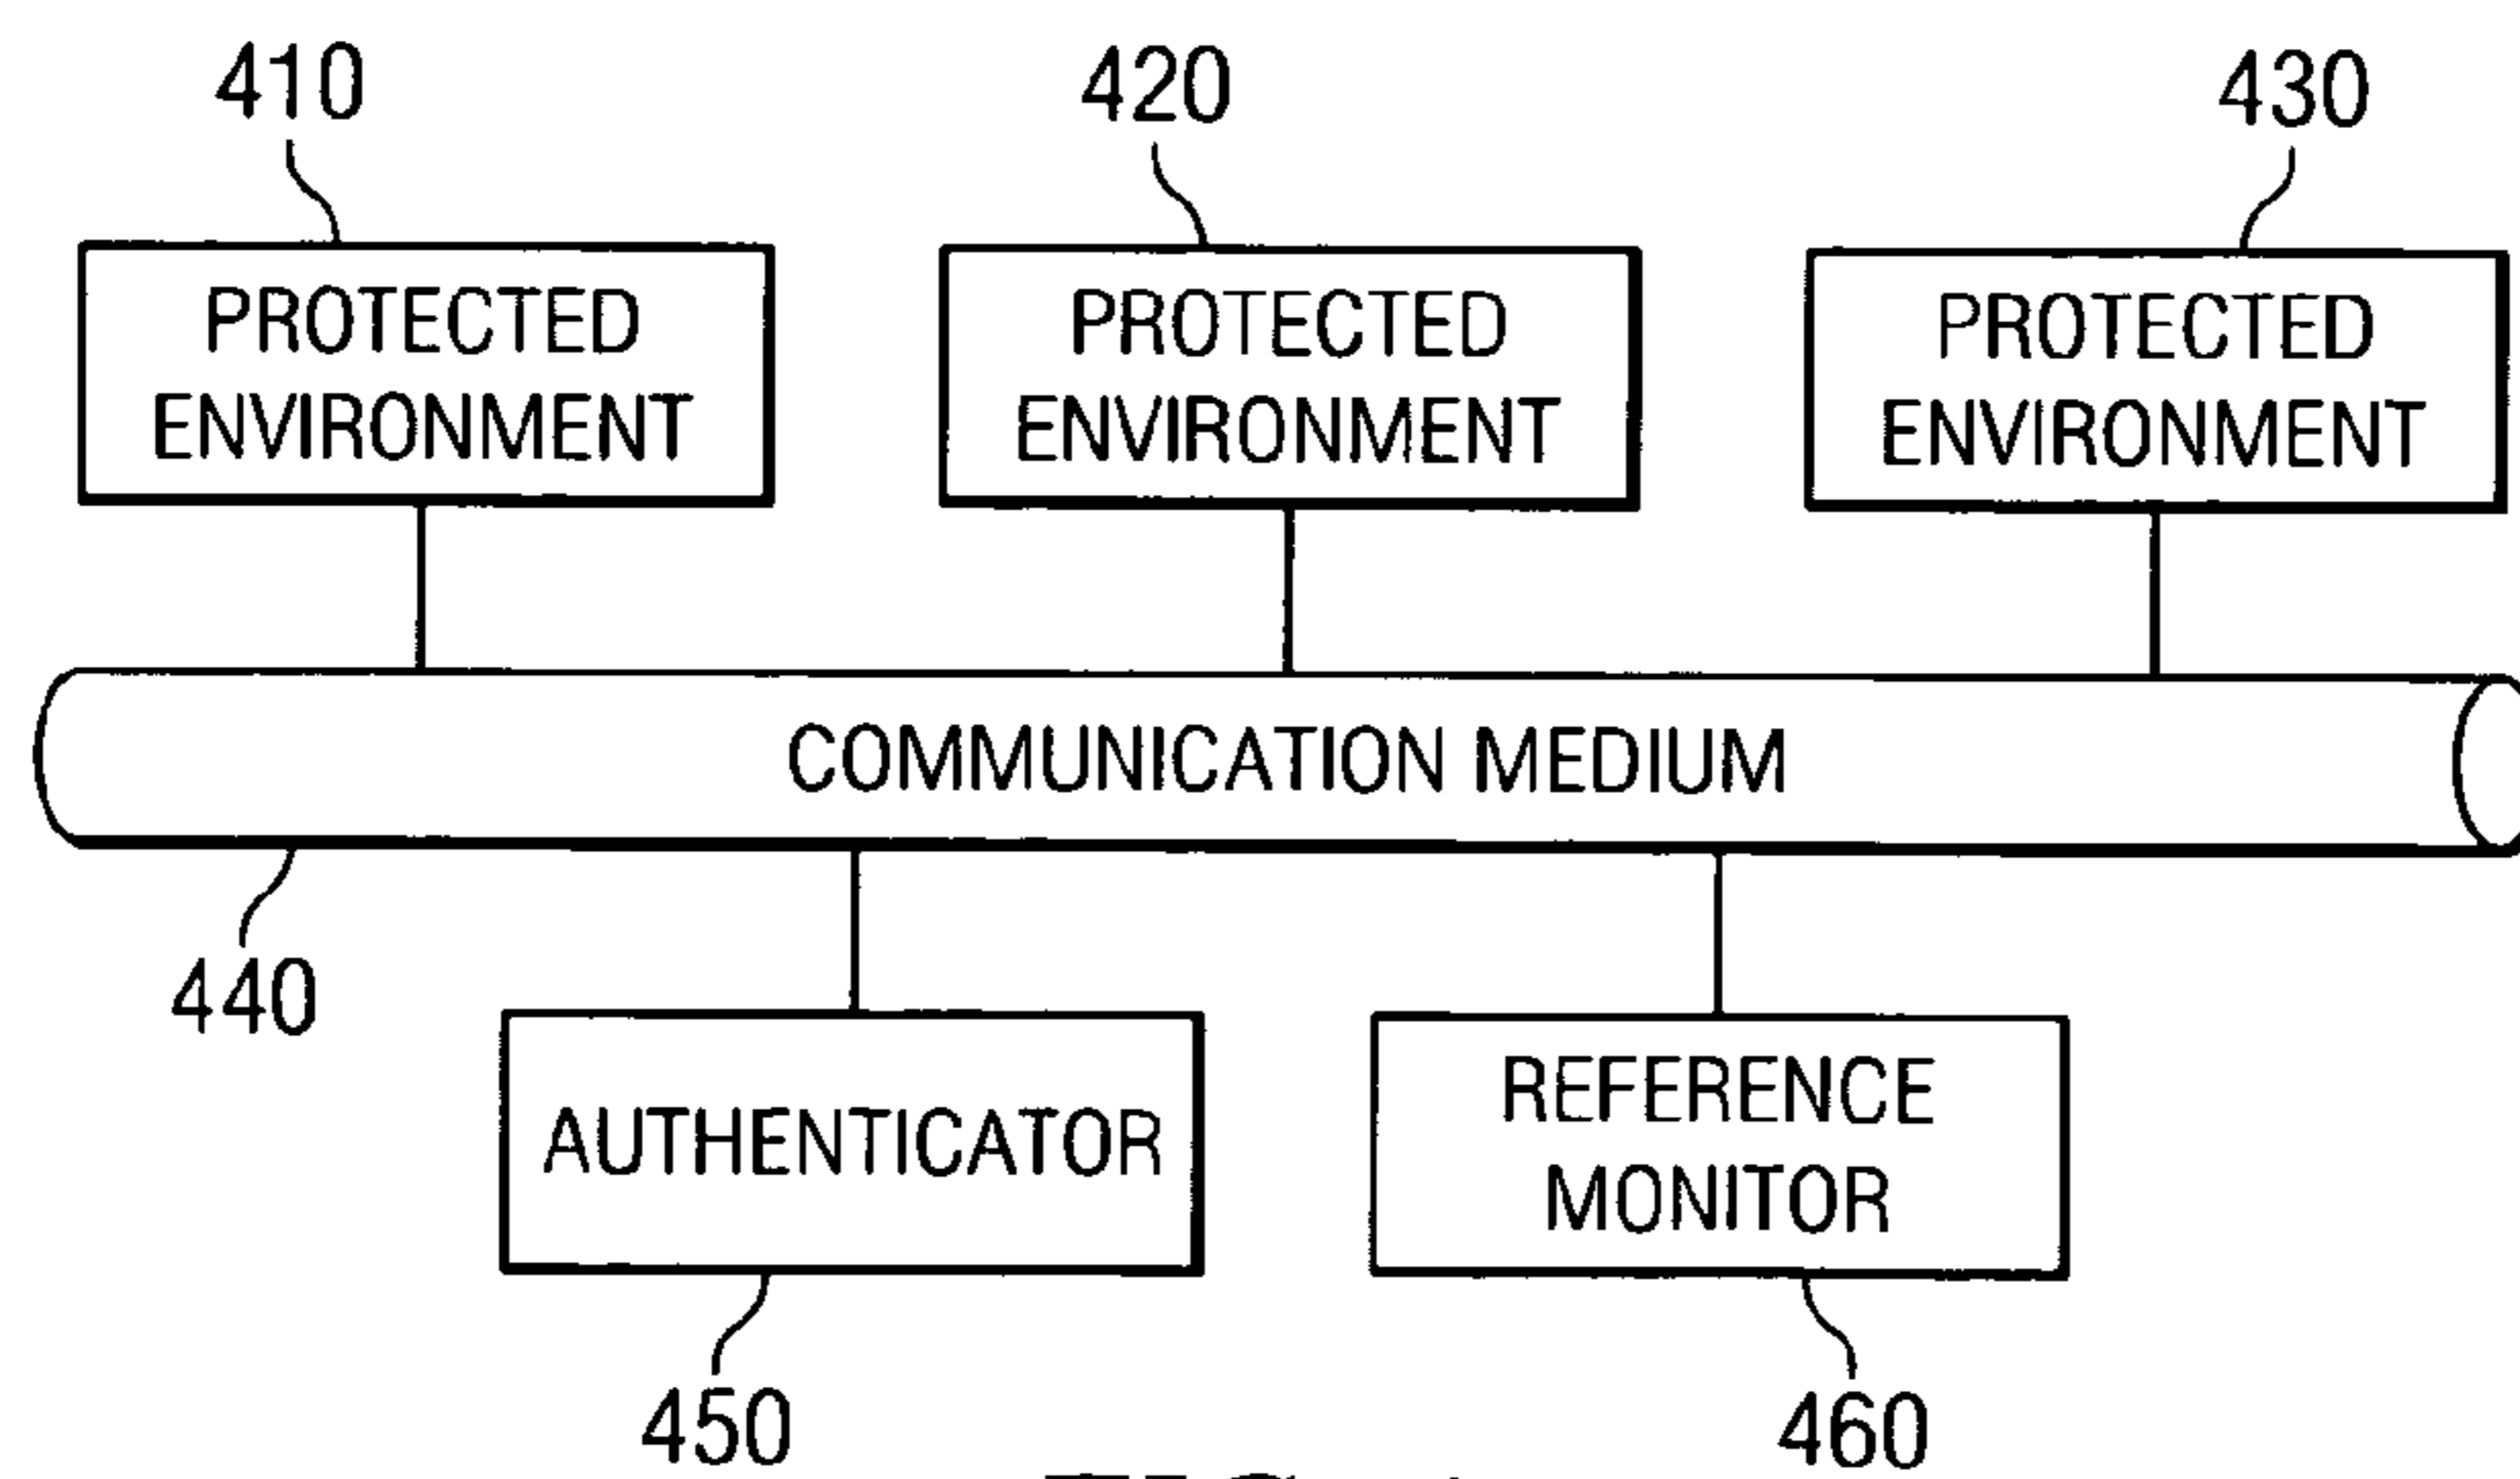 410
420
430
PROTECTED
ENVIRONMENT
PROTECTED
ENVIRONMENT
PROTECTED
ENVIRONMENT
COMMUNICATION MEDIUM
440
AUTHENTICATOR
REFERENCE
MONITOR
450
460